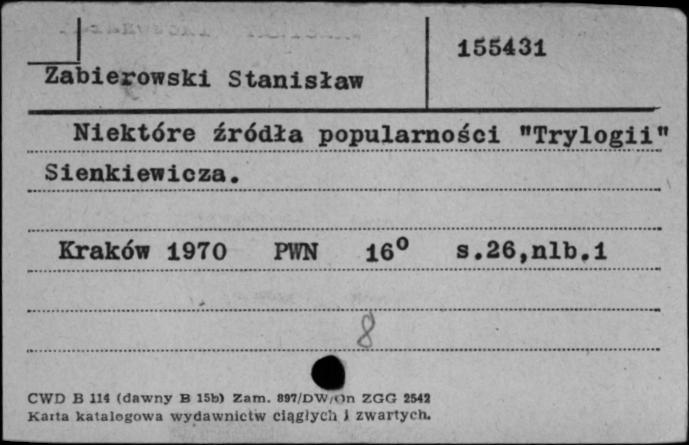 155431
Zabierowski Stanisław
Niektóre źródła popularności "Trylogii"
Sienkiewicza.
Kraków 1970 PWN 16⁰ s.26,nlb.1
8
CWD B 114 (dawny B 15b) Zam. 897/DW/On ZGG 2542
Karta katalogowa wydawnictw ciągłych i zwartych.